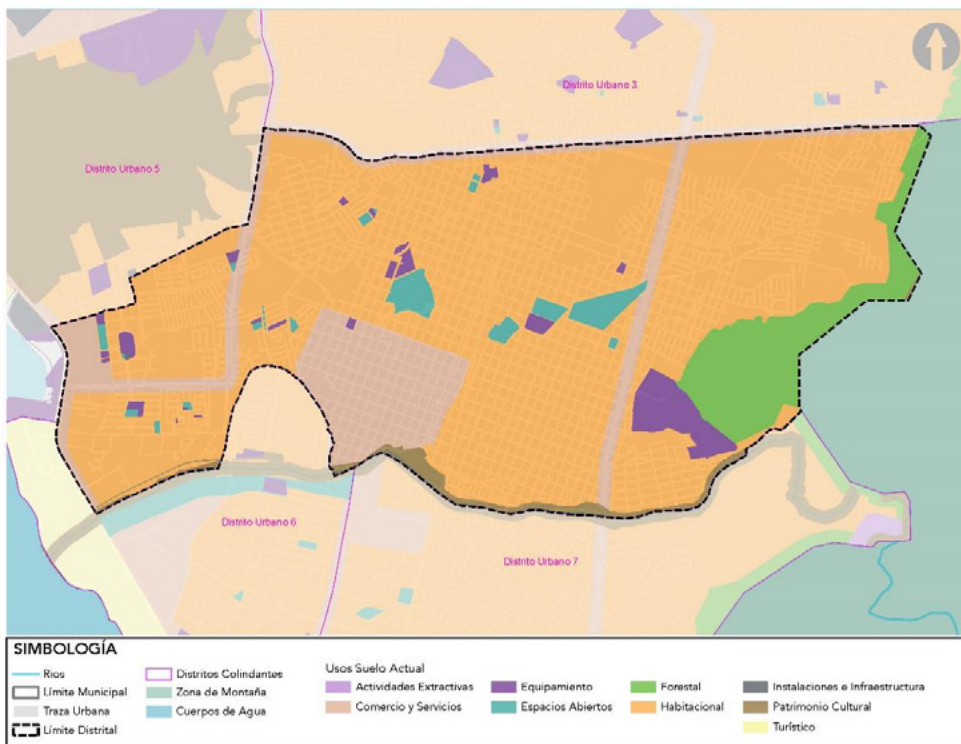 Distrito Urbano 3
Distrito Urbano 5
Distrito Urbano 6
Distrito Urbano 7
SIMBOLOGÍA
Rios
Límite Municipal
Traza Urbana
Límite Distrital
Distritos Colindantes
Zona de Montaña
Cuerpos de Agua
Usos Suelo Actual
Actividades Extractivas
Comercio y Servicios
Equipamiento
Espacios Abiertos
Forestal
Habitacional
Instalaciones e Infraestructura
Patrimonio Cultural
Turístico